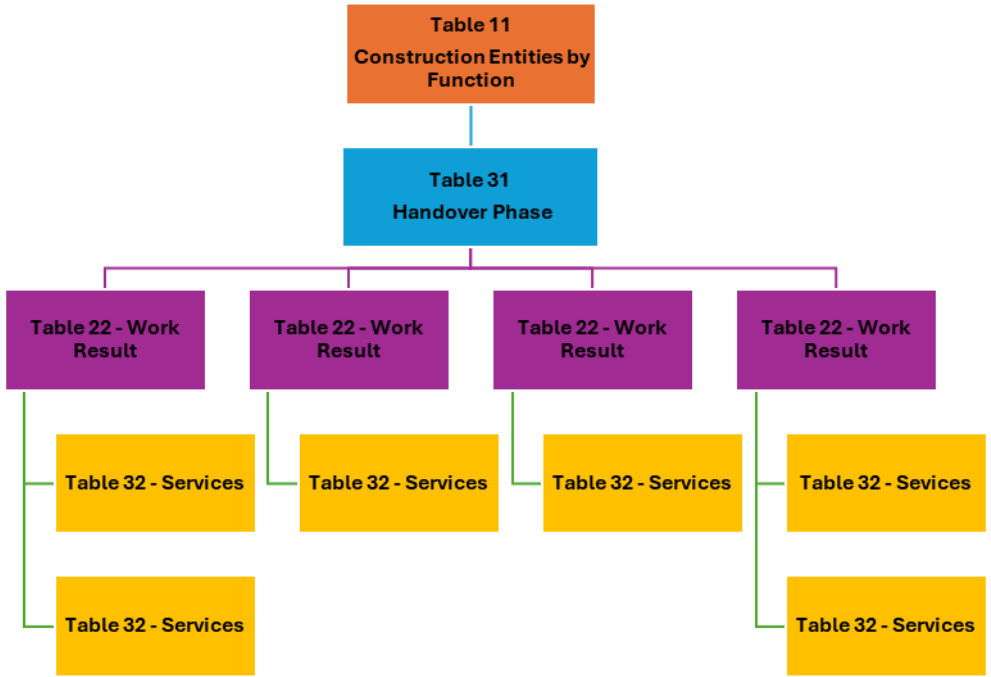 Table 11
Construction Entities by
Function
Table 31
Handover Phase
Table 22 - Work
Result
Table 22 - Work
Result
Table 22 - Work
Result
Table 22 - Work
Result
Table 32 - Services
Table 32 - Services
Table 32 - Services
Table 32 - Sevices
Table 32 - Services
Table 32 - Services